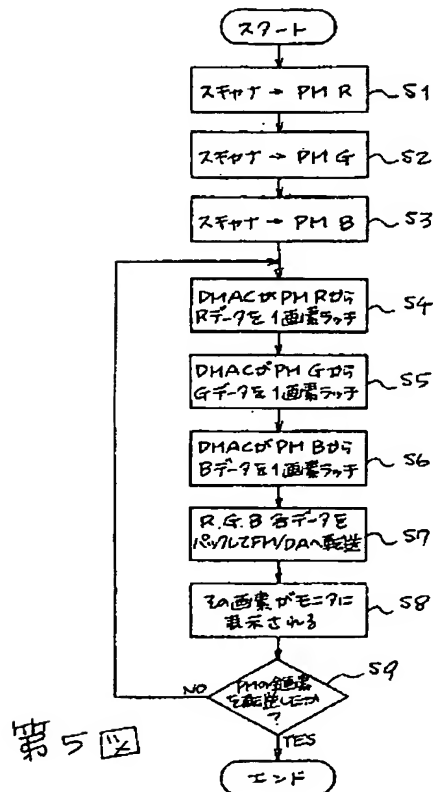 スタート
スキャナ → PM R
S1
スキャナ → PM G
S2
スキャナ → PM B
S3
DMACがPM Rから
Rデータを1画素ラッチ
S4
DMACがPM Gから
Gデータを1画素ラッチ
S5
DMACがPM Bから
Bデータを1画素ラッチ
S6
R.G.B 各データを
パックしてFM/DAへ転送
S7
その画素がモニタに
表示される
S8
PMの全画素
を転送したか
?
S9
NO
YES
エンド
第5図